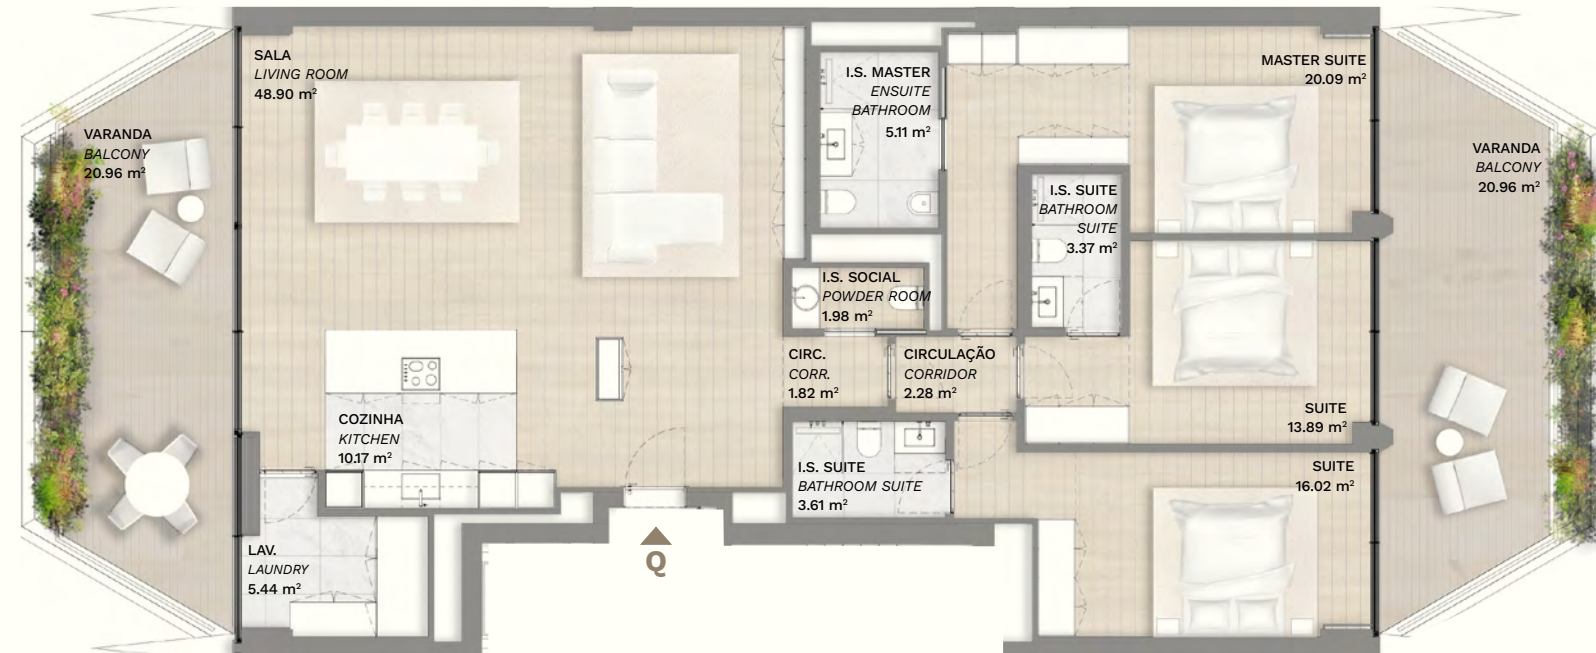 SALA
LIVING ROOM
48.90 m²
VARANDA
BALCONY
20.96 m²
COZINHA
KITCHEN
10.17 m²
LAV.
LAUNDRY
5.44 m²
Q
I.S. MASTER
ENSUITE
BATHROOM
5.11 m²
I.S. SOCIAL
POWDER ROOM
1.98 m²
CIRC.
CORR.
1.82 m²
CIRCULAÇÃO
CORRIDOR
2.28 m²
I.S. SUITE
BATHROOM SUITE
3.61 m²
I.S. SUITE
BATHROOM
SUITE
3.37 m²
MASTER SUITE
20.09 m²
SUITE
13.89 m²
SUITE
16.02 m²
VARANDA
BALCONY
20.96 m²